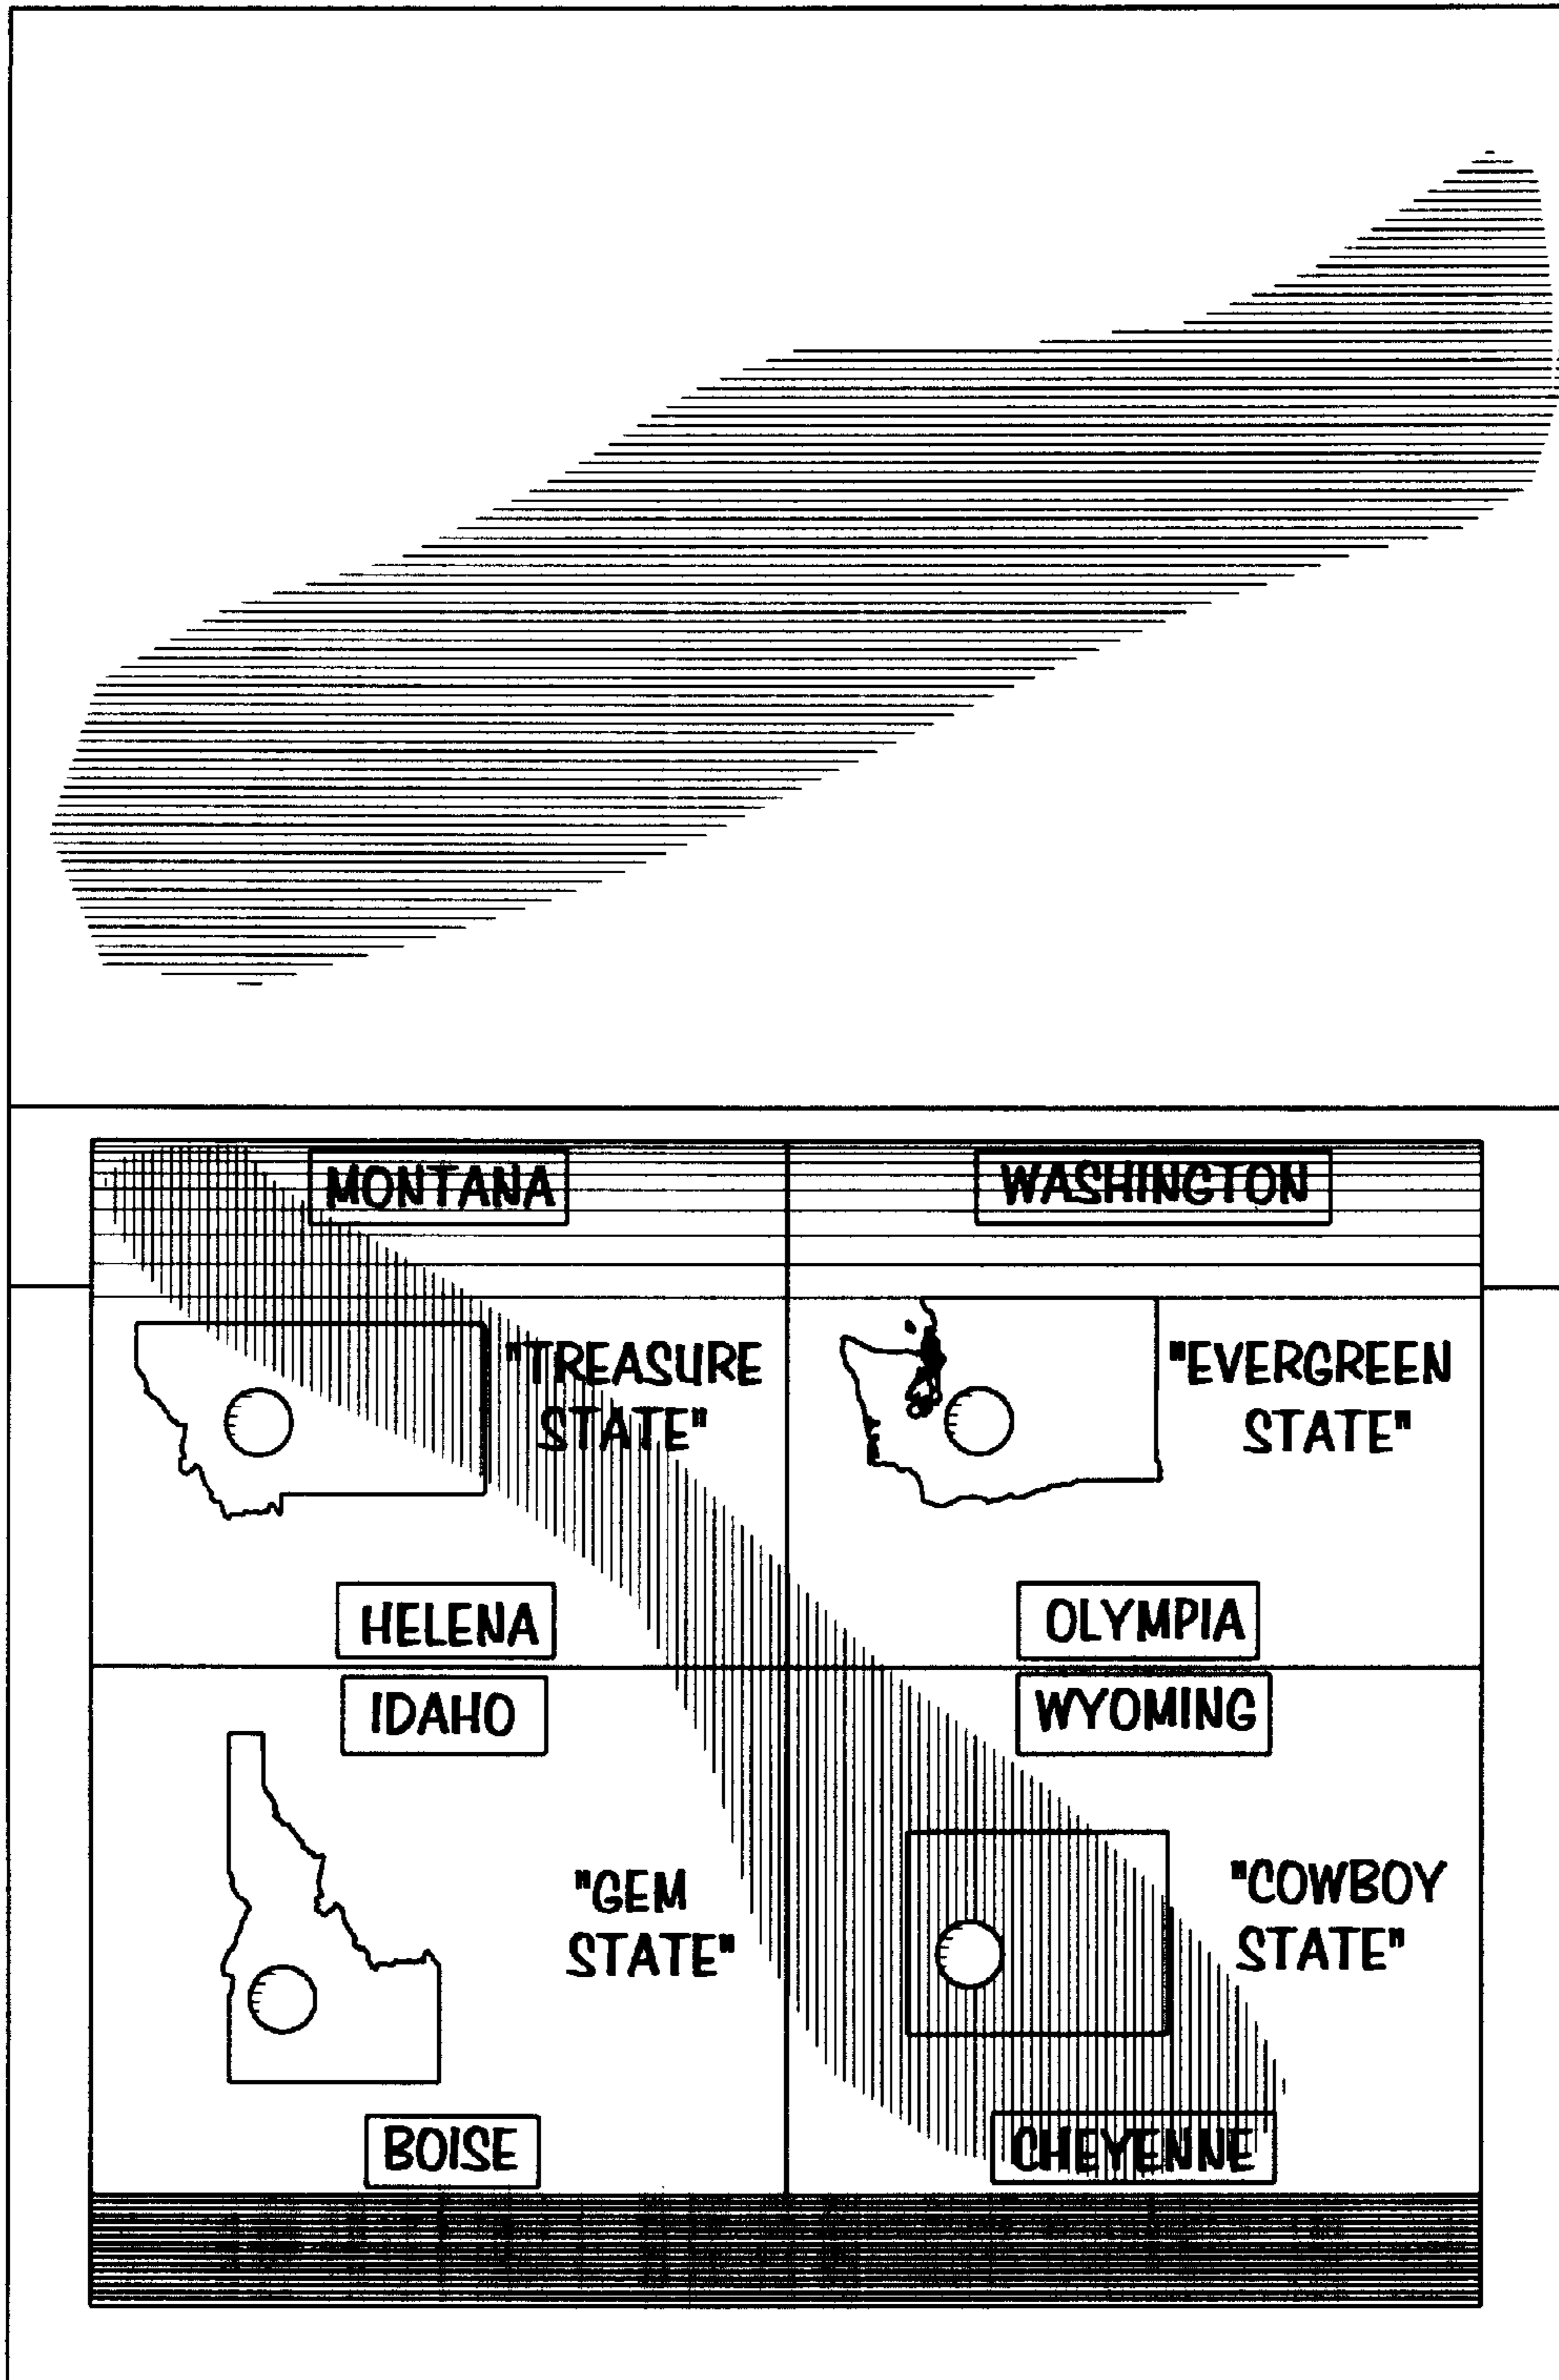 MONTANA
"TREASURE
STATE"
HELENA
WASHINGTON
"EVERGREEN
STATE"
OLYMPIA
IDAHO
"GEM
STATE"
BOISE
WYOMING
"COWBOY
STATE"
CHEYENNE